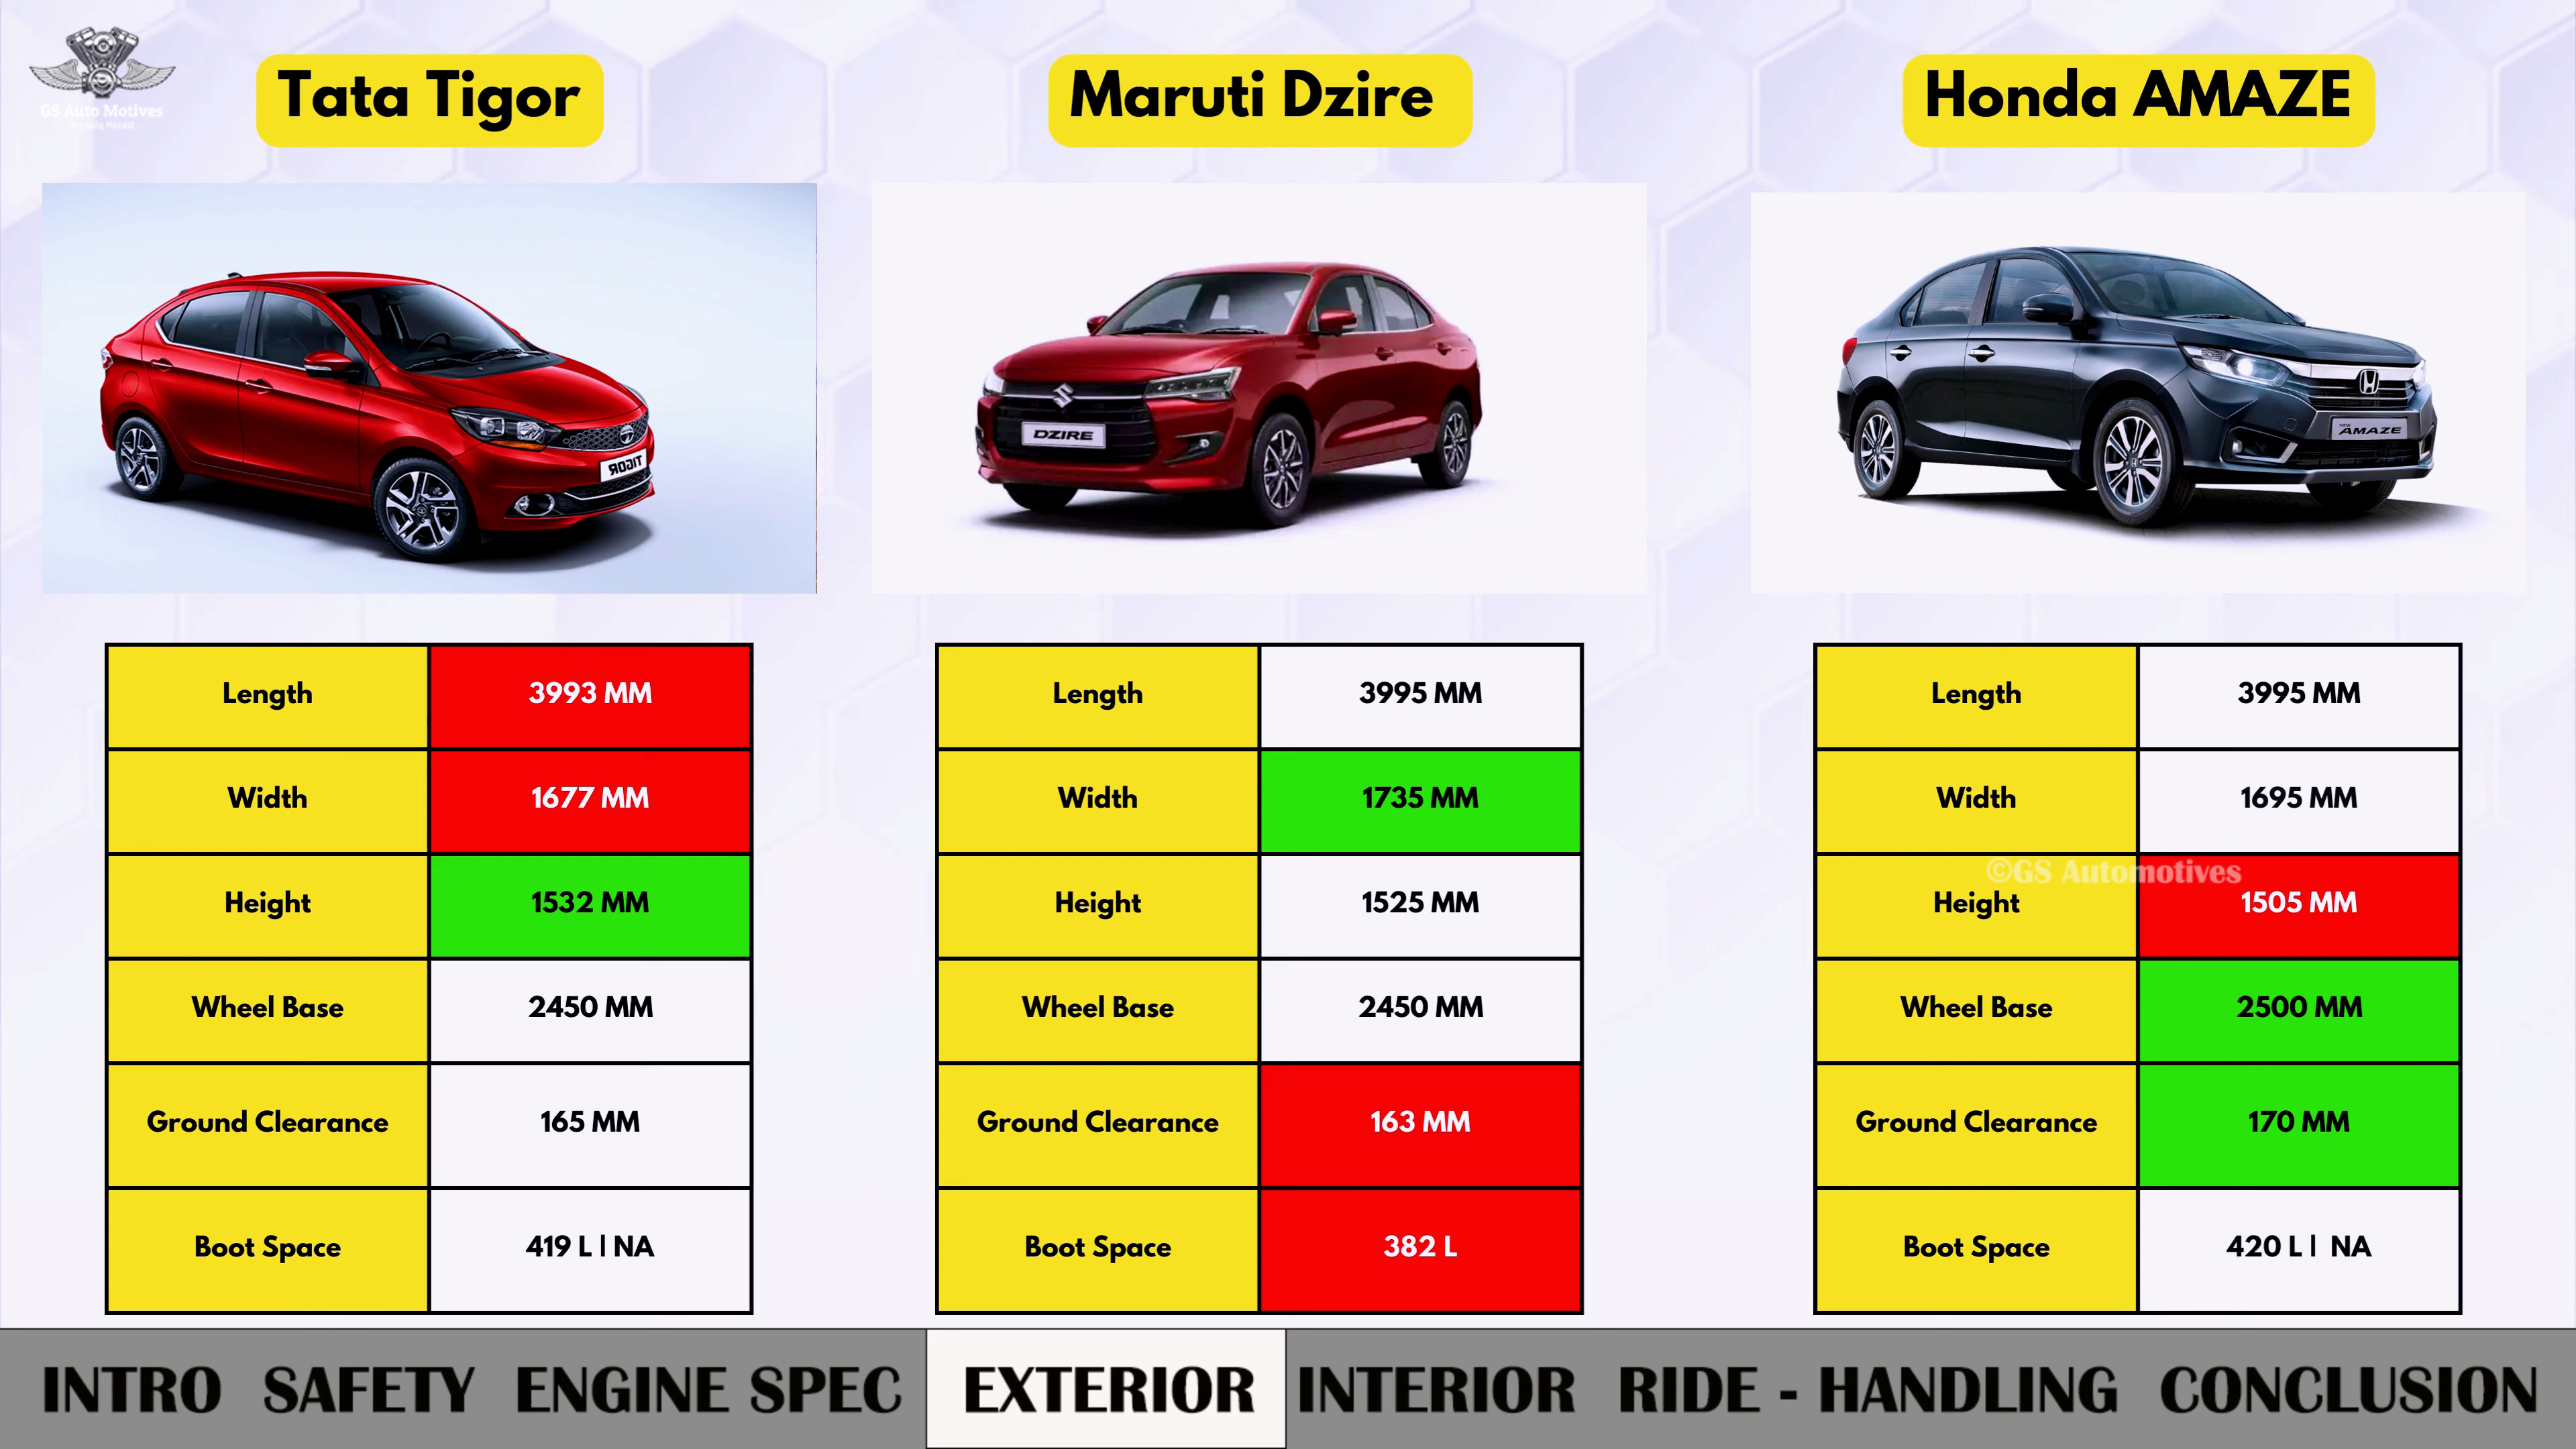 GS Auto Motives
Tata Tigor
Maruti Dzire
Honda AMAZE
TIGOR
DZIRE
NEW
AMAZE
Length 3993 MM
Width 1677 MM
Height 1532 MM
Wheel Base 2450 MM
Ground Clearance 165 MM
Boot Space 419 L | NA
Length 3995 MM
Width 1735 MM
Height 1525 MM
Wheel Base 2450 MM
Ground Clearance 163 MM
Boot Space 382 L
Length 3995 MM
Width 1695 MM
©GS Automotives
Height 1505 MM
Wheel Base 2500 MM
Ground Clearance 170 MM
Boot Space 420 L | NA
INTRO SAFETY ENGINE SPEC EXTERIOR INTERIOR RIDE - HANDLING CONCLUSION